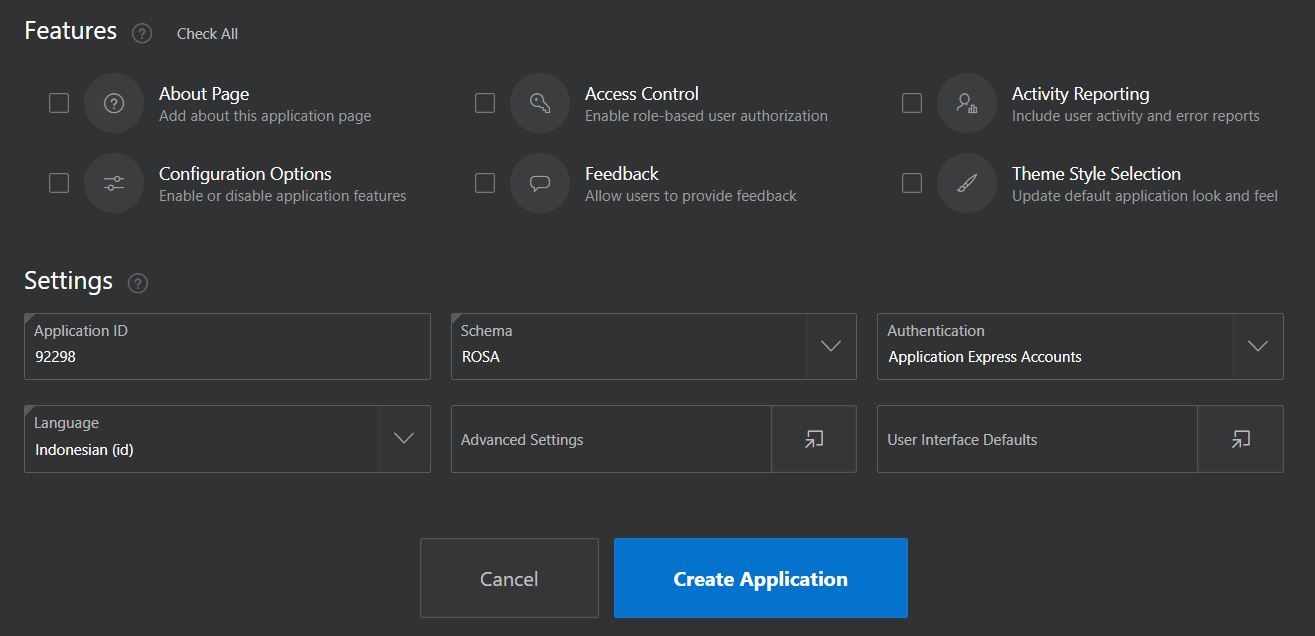 Features ? Check All
About Page
Add about this application page
Access Control
Enable role-based user authorization
Activity Reporting
Include user activity and error reports
Configuration Options
Enable or disable application features
Feedback
Allow users to provide feedback
Theme Style Selection
Update default application look and feel
Settings ?
Application ID
92298
Schema
ROSA
Authentication
Application Express Accounts
Language
Indonesian (id)
Advanced Settings
User Interface Defaults
Cancel
Create Application